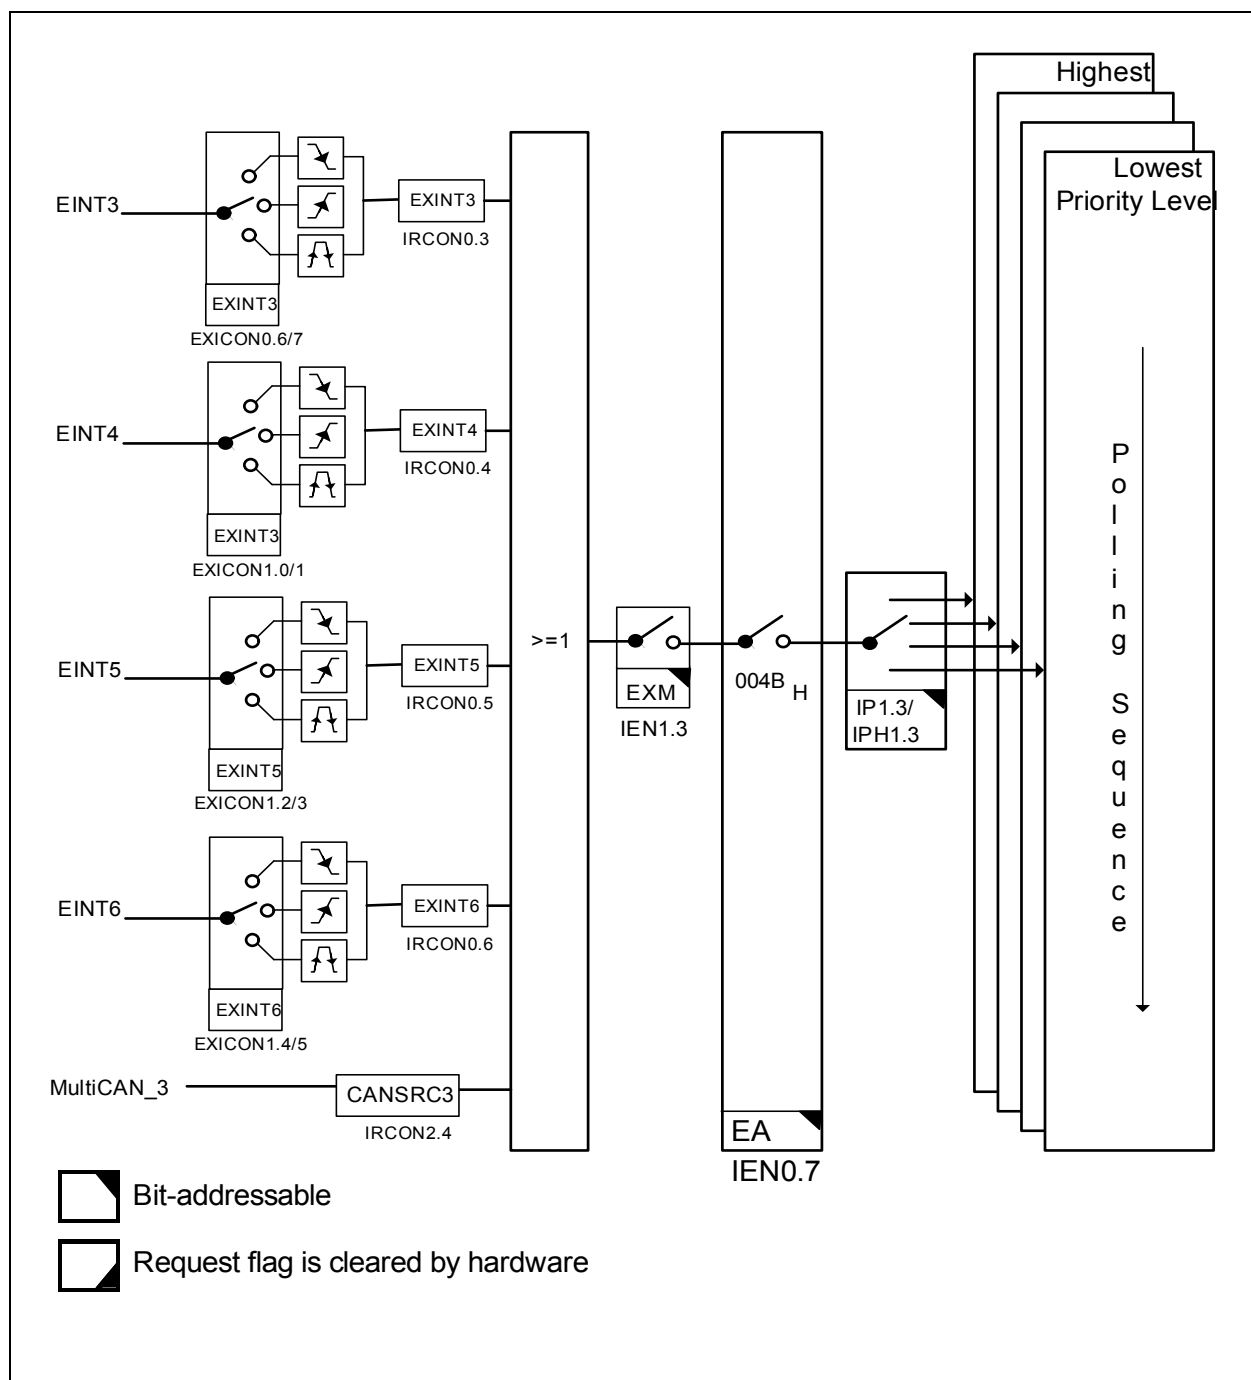 Highest
Lowest
Priority Level
EINT3
EXINT3
IRCON0.3
EXINT3
EXICON0.6/7
EINT4
EXINT4
IRCON0.4
EXINT3
EXICON1.0/1
EINT5
EXINT5
IRCON0.5
EXINT5
EXICON1.2/3
EINT6
EXINT6
IRCON0.6
EXINT6
EXICON1.4/5
MultiCAN_3
CANSRC3
IRCON2.4
>=1
EXM
IEN1.3
004B H
EA
IEN0.7
IP1.3/
IPH1.3
Polling Sequence
Bit-addressable
Request flag is cleared by hardware